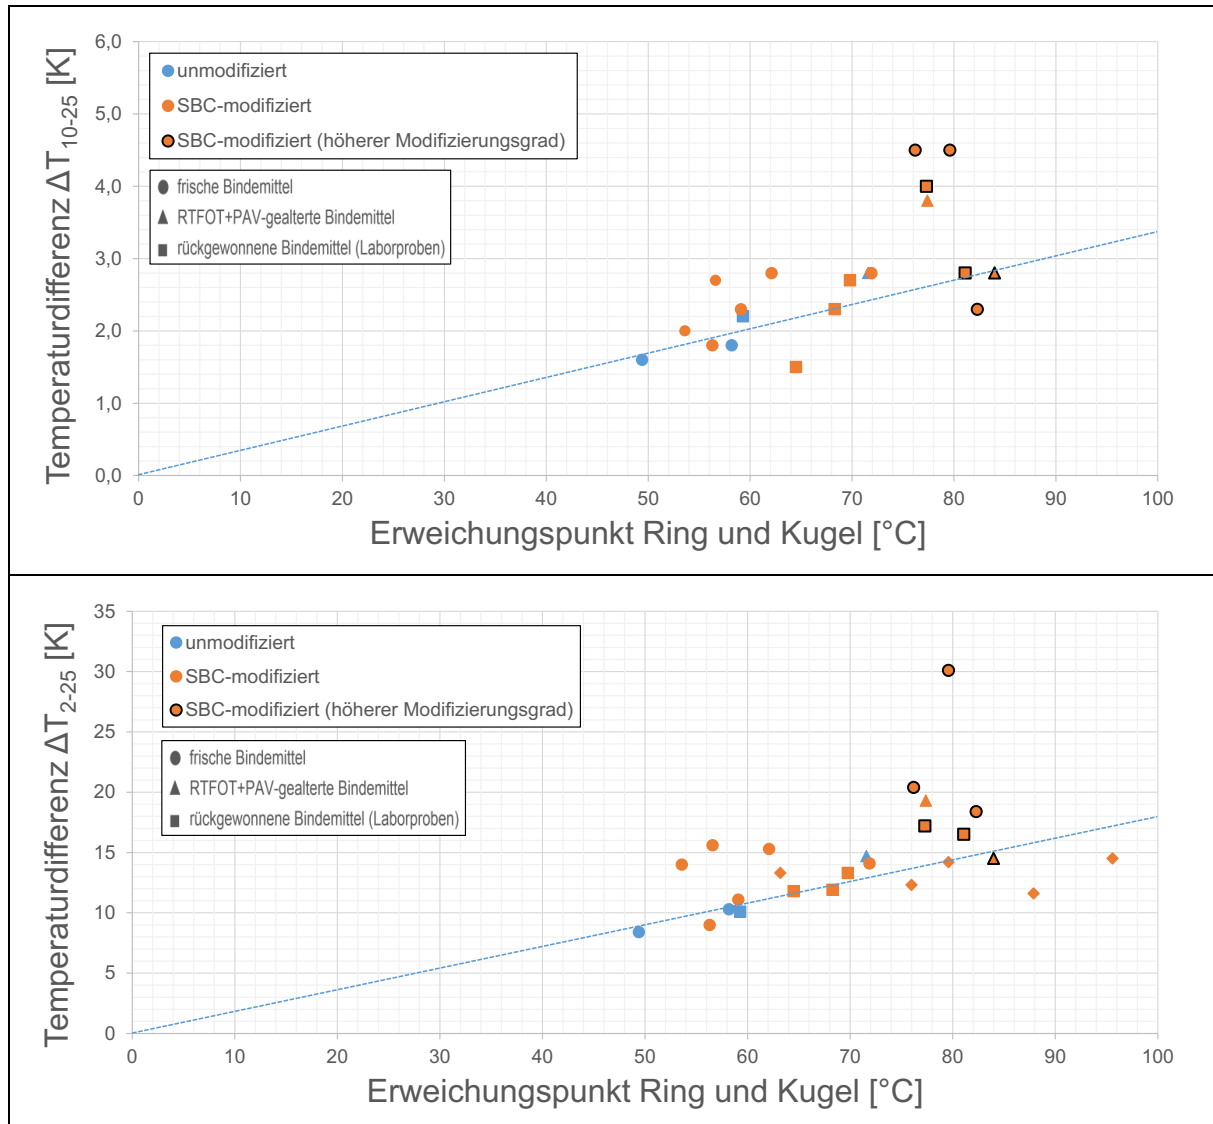 Temperaturdifferenz ΔT10-25 [K]
6,0
5,0
4,0
3,0
2,0
1,0
0,0
unmodifiziert
SBC-modifiziert
SBC-modifiziert (höherer Modifizierungsgrad)
frische Bindemittel
RTFOT+PAV-gealterte Bindemittel
rückgewonnene Bindemittel (Laborproben)
0 10 20 30 40 50 60 70 80 90 100
Erweichungspunkt Ring und Kugel [°C]
Temperaturdifferenz ΔT2-25 [K]
35
30
25
20
15
10
5
0
unmodifiziert
SBC-modifiziert
SBC-modifiziert (höherer Modifizierungsgrad)
frische Bindemittel
RTFOT+PAV-gealterte Bindemittel
rückgewonnene Bindemittel (Laborproben)
0 10 20 30 40 50 60 70 80 90 100
Erweichungspunkt Ring und Kugel [°C]